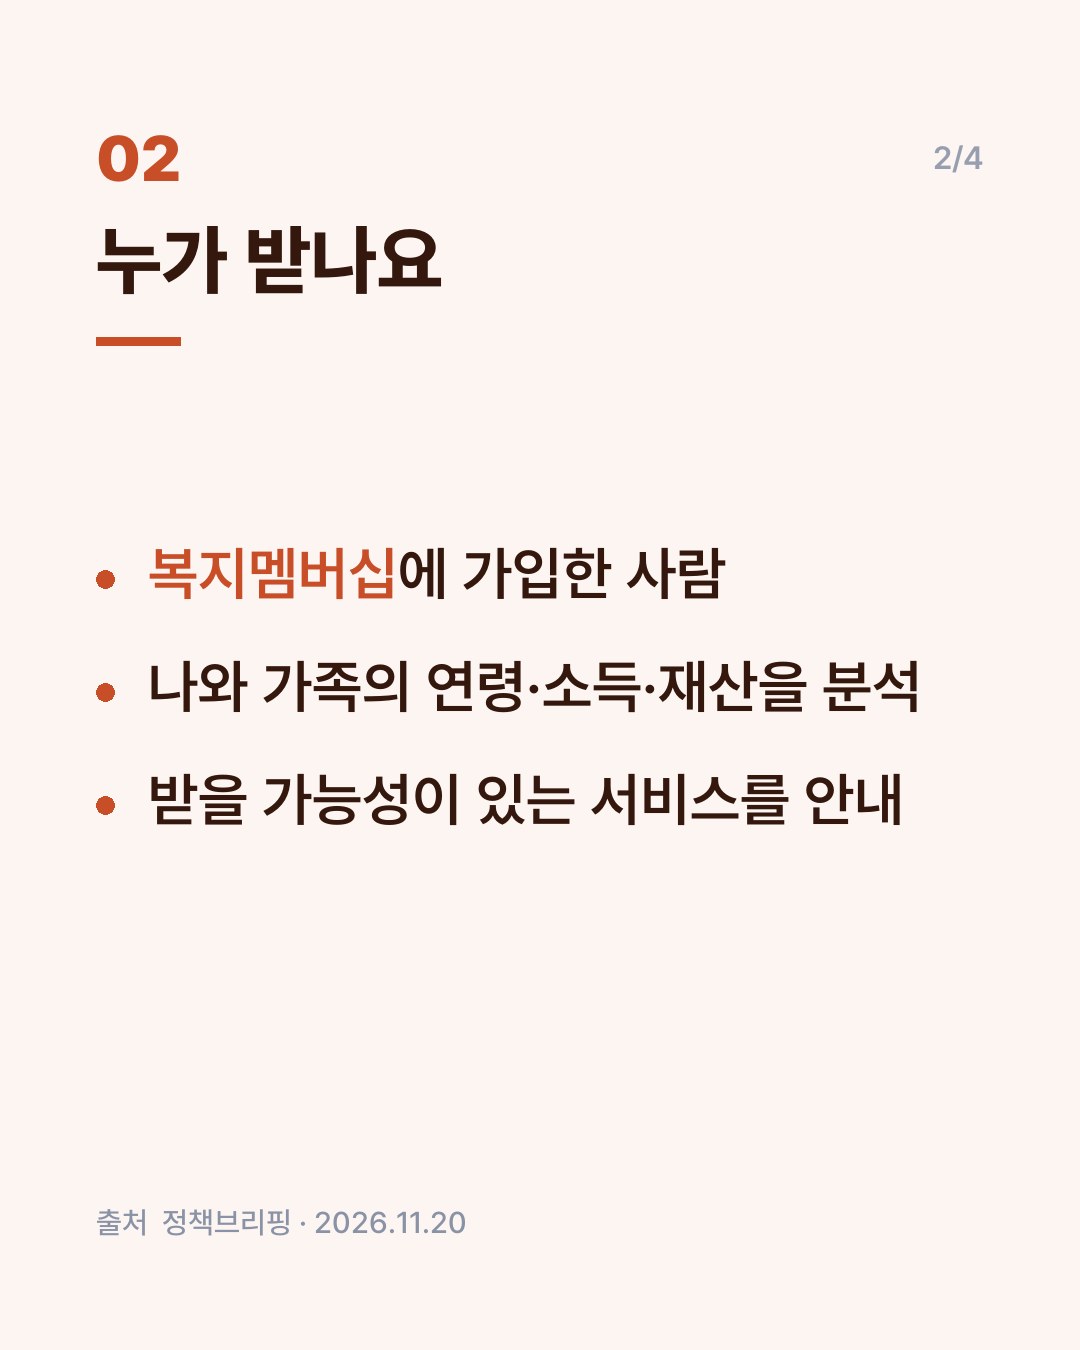 02
2/4
누가 받나요
• 복지멤버십에 가입한 사람
• 나와 가족의 연령·소득·재산을 분석
• 받을 가능성이 있는 서비스를 안내
출처 정책브리핑 · 2026.11.20